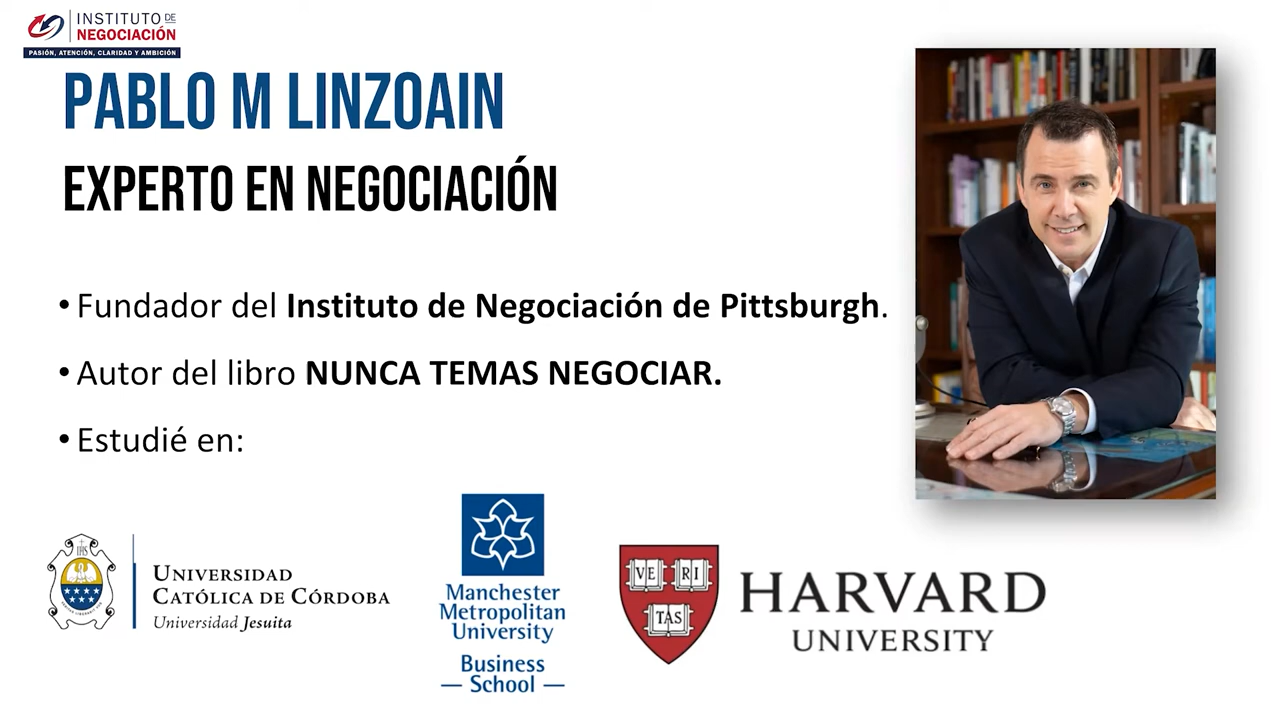 INSTITUTO DE
NEGOCIACIÓN
PASIÓN, ATENCIÓN, CLARIDAD Y AMBICIÓN
PABLO M LINZOAIN
EXPERTO EN NEGOCIACIÓN
• Fundador del Instituto de Negociación de Pittsburgh.
• Autor del libro NUNCA TEMAS NEGOCIAR.
• Estudié en:
IHS
UNIVERSIDAD
CATÓLICA DE CÓRDOBA
Universidad Jesuita
Manchester
Metropolitan
University
Business
— School —
VE RI
TAS
HARVARD
UNIVERSITY